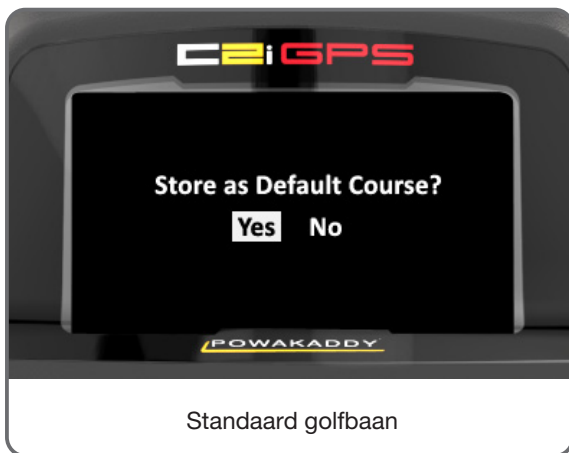 C2i GPS
Store as Default Course?
Yes No
POWAKADDY
Standaard golfbaan